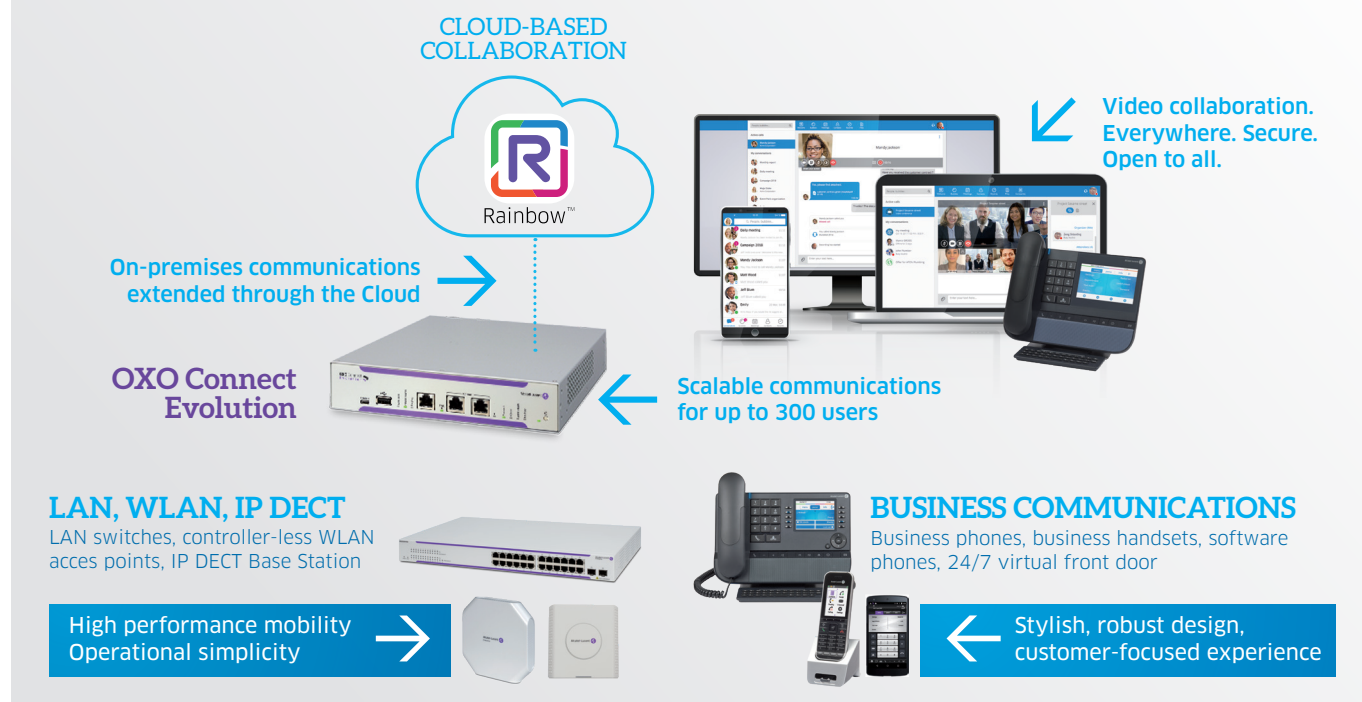 CLOUD-BASED
COLLABORATION
R
Rainbow™
Video collaboration.
Everywhere. Secure.
Open to all.
On-premises communications
extended through the Cloud
OXO Connect
Evolution
Scalable communications
for up to 300 users
LAN, WLAN, IP DECT
LAN switches, controller-less WLAN
acces points, IP DECT Base Station
High performance mobility
Operational simplicity
BUSINESS COMMUNICATIONS
Business phones, business handsets, software
phones, 24/7 virtual front door
Stylish, robust design,
customer-focused experience